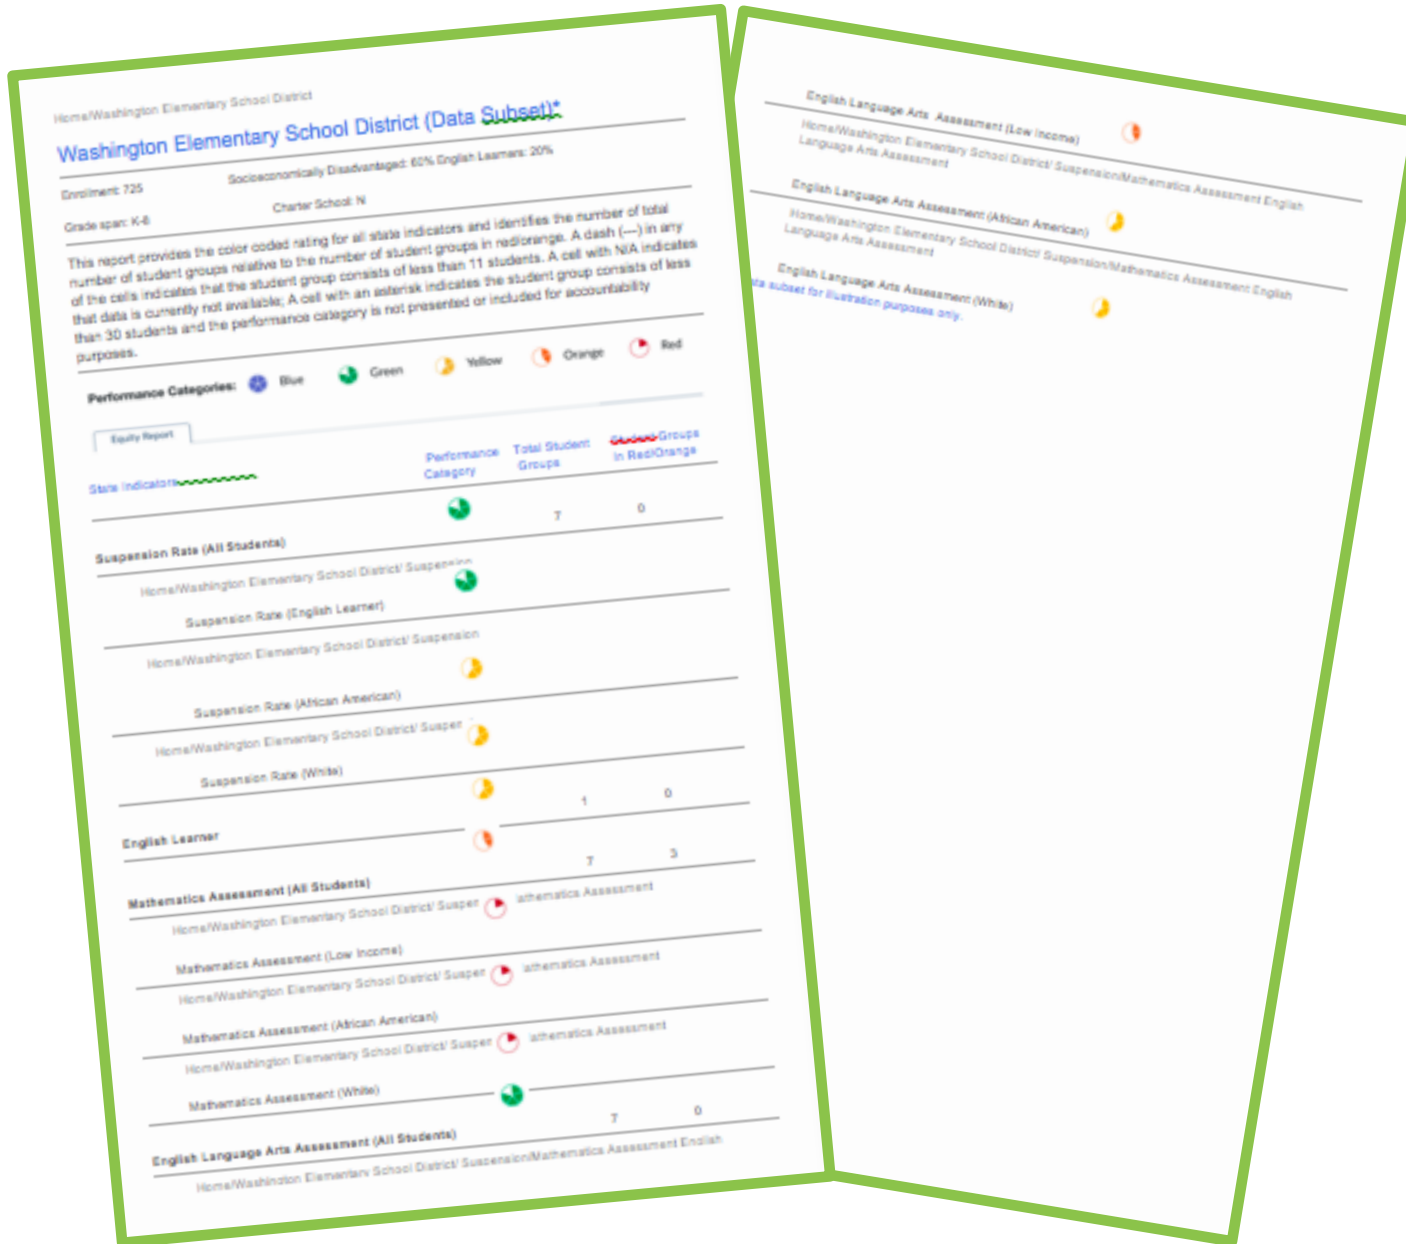 Home/Washington Elementary School District
Washington Elementary School District (Data Subset)*
Enrollment: 725 Socioeconomically Disadvantaged: 60% English Learners: 20%
Grade span: K-8 Charter School: N
This report provides the color coded rating for all state indicators and identifies the number of total
number of student groups relative to the number of student groups in red/orange. A dash (—) in any
of the cells indicates that the student group consists of less than 11 students. A cell with N/A indicates
that data is currently not available; A cell with an asterisk indicates the student group consists of less
than 30 students and the performance category is not presented or included for accountability
purposes.
Performance Categories: Blue Green Yellow Orange Red
Equity Report
State Indicators Performance Category Total Student Groups Student Groups in Red/Orange
7 0
Suspension Rate (All Students)
Home/Washington Elementary School District/ Suspension
Suspension Rate (English Learner)
Home/Washington Elementary School District/ Suspension
Suspension Rate (African American)
Home/Washington Elementary School District/ Suspen
Suspension Rate (White)
1 0
English Learner
7 3
Mathematics Assessment (All Students)
Home/Washington Elementary School District/ Suspen athematics Assessment
Mathematics Assessment (Low Income)
Home/Washington Elementary School District/ Suspen athematics Assessment
Mathematics Assessment (African American)
Home/Washington Elementary School District/ Suspen athematics Assessment
Mathematics Assessment (White)
7 0
English Language Arts Assessment (All Students)
Home/Washington Elementary School District/ Suspension/Mathematics Assessment English
English Language Arts Assessment (Low Income)
Home/Washington Elementary School District/ Suspension/Mathematics Assessment English
Language Arts Assessment
English Language Arts Assessment (African American)
Home/Washington Elementary School District/ Suspension/Mathematics Assessment English
Language Arts Assessment
English Language Arts Assessment (White)
ta subset for illustration purposes only.